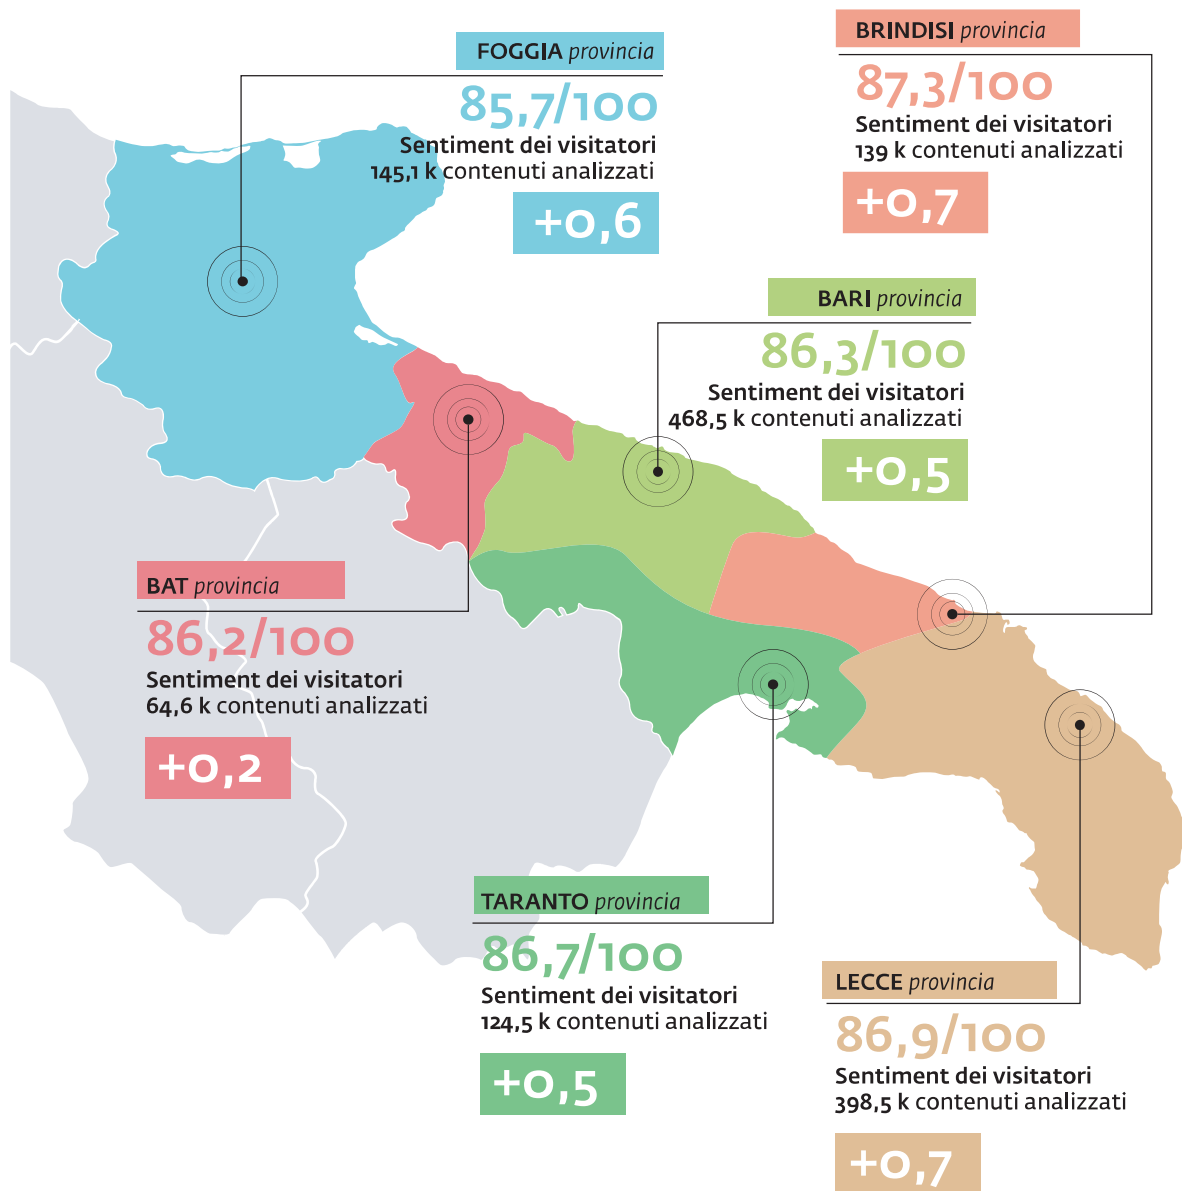 FOGGIA provincia
85,7/100
Sentiment dei visitatori
145,1 k contenuti analizzati
+0,6
BRINDISI provincia
87,3/100
Sentiment dei visitatori
139 k contenuti analizzati
+0,7
BARI provincia
86,3/100
Sentiment dei visitatori
468,5 k contenuti analizzati
+0,5
BAT provincia
86,2/100
Sentiment dei visitatori
64,6 k contenuti analizzati
+0,2
TARANTO provincia
86,7/100
Sentiment dei visitatori
124,5 k contenuti analizzati
+0,5
LECCE provincia
86,9/100
Sentiment dei visitatori
398,5 k contenuti analizzati
+0,7